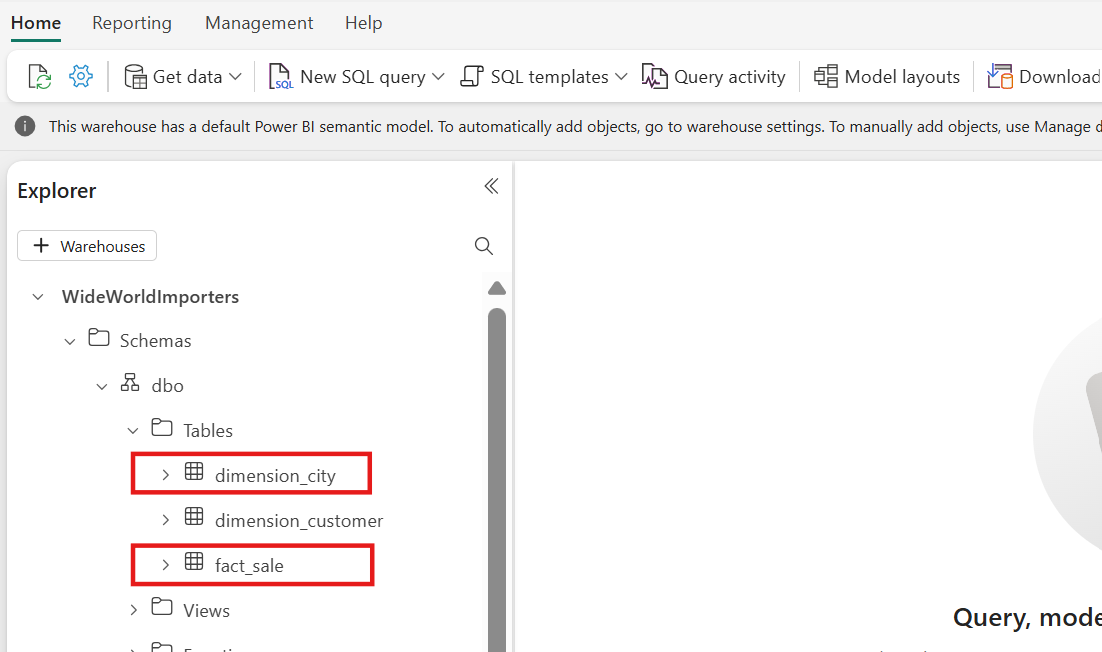 Home Reporting Management Help
Get data SQL New SQL query SQL templates Query activity Model layouts Download
This warehouse has a default Power BI semantic model. To automatically add objects, go to warehouse settings. To manually add objects, use Manage d
Explorer
+ Warehouses
WideWorldImporters
Schemas
dbo
Tables
dimension_city
dimension_customer
fact_sale
Views
Query, mode